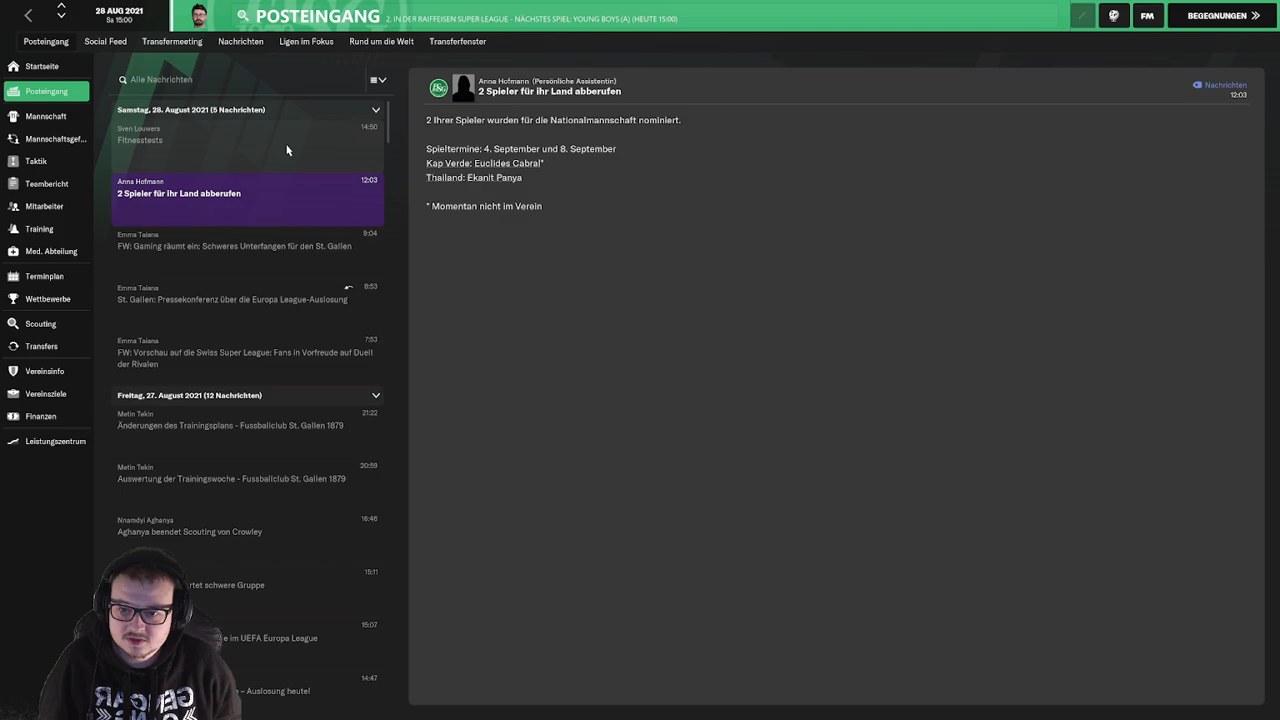 28 AUG 2021
Sa 15:00
POSTEINGANG
2. IN DER RAIFFEISEN SUPER LEAGUE - NÄCHSTES SPIEL: YOUNG BOYS (A) (HEUTE 15:00)
FM
BEGEGNUNGEN
Posteingang
Social Feed
Transfermeeting
Nachrichten
Ligen im Fokus
Rund um die Welt
Transferfenster
Startseite
Posteingang
Mannschaft
Mannschaftsgef...
Taktik
Teambericht
Mitarbeiter
Training
Med. Abteilung
Terminplan
Wettbewerbe
Scouting
Transfers
Vereinsinfo
Vereinsziele
Finanzen
Leistungszentrum
Alle Nachrichten
Samstag, 28. August 2021 (5 Nachrichten)
Sven Louwers
14:50
Fitnesstests
Anna Hofmann
12:03
2 Spieler für ihr Land abberufen
Emma Taiana
9:04
FW: Gaming räumt ein: Schweres Unterfangen für den St. Gallen
Emma Taiana
8:53
St. Gallen: Pressekonferenz über die Europa League-Auslosung
Emma Taiana
7:53
FW: Vorschau auf die Swiss Super League: Fans in Vorfreude auf Duell
der Rivalen
Freitag, 27. August 2021 (12 Nachrichten)
Metin Tekin
21:22
Änderungen des Trainingsplans - Fussballclub St. Gallen 1879
Metin Tekin
20:59
Auswertung der Trainingswoche - Fussballclub St. Gallen 1879
Nnamdyi Aghanya
16:46
Aghanya beendet Scouting von Crowley
15:11
schwere Gruppe
15:07
im UEFA Europa League
14:47
– Auslosung heute!
Anna Hofmann (Persönliche Assistentin)
2 Spieler für ihr Land abberufen
Nachrichten
12:03
2 Ihrer Spieler wurden für die Nationalmannschaft nominiert.
Spieltermine: 4. September und 8. September
Kap Verde: Euclides Cabral*
Thailand: Ekanit Panya
* Momentan nicht im Verein